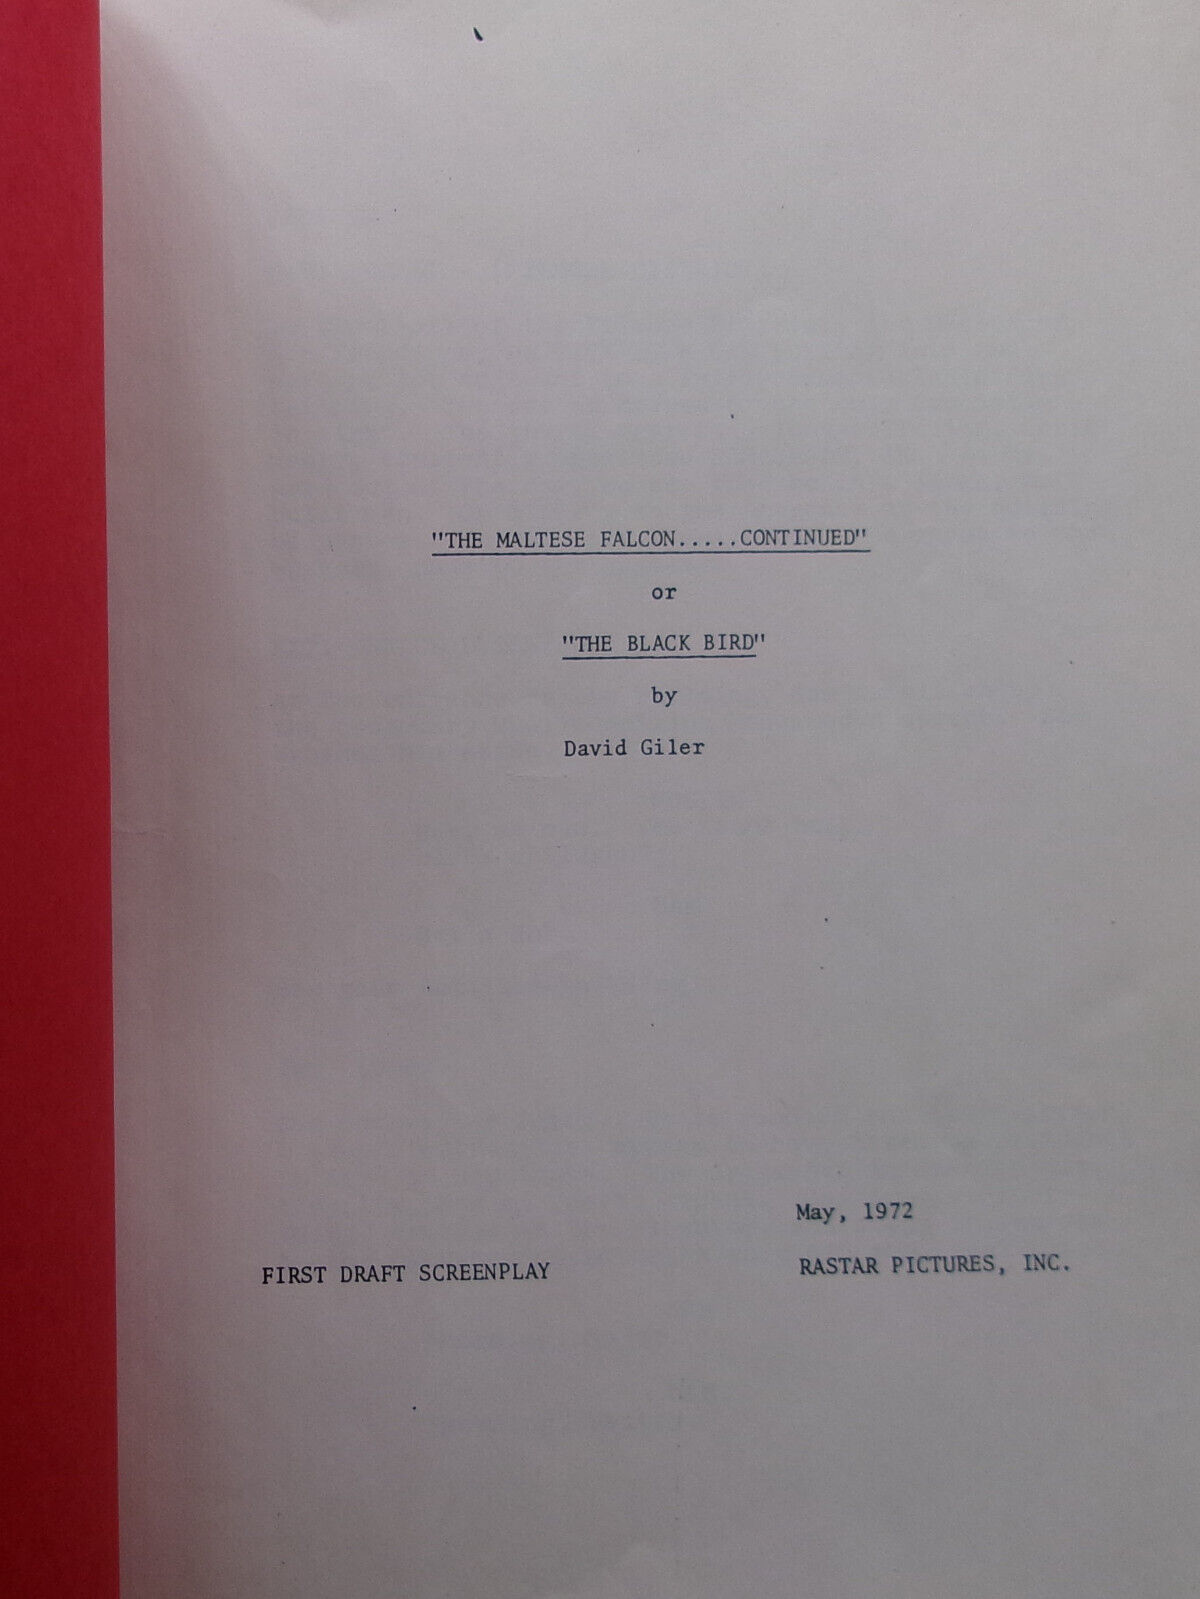 "THE MALTESE FALCON.....CONTINUED"
or
"THE BLACK BIRD"
by
David Giler
May, 1972
FIRST DRAFT SCREENPLAY
RASTAR PICTURES, INC.